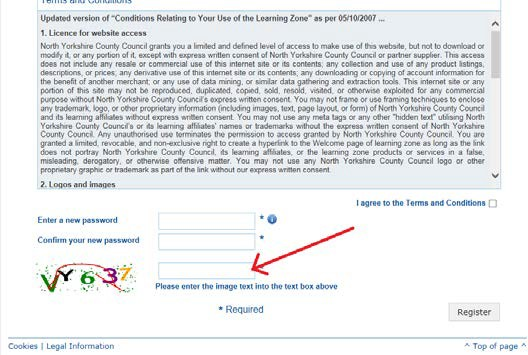 Terms and Conditions
Updated version of "Conditions Relating to Your Use of the Learning Zone" as per 05/10/2007 ...
1. Licence for website access
North Yorkshire County Council grants you a limited and defined level of access to make use of this website, but not to download or
modify it, or any portion of it, except with express written consent of North Yorkshire County Council or partner supplier. This access
does not include any resale or commercial use of this internet site or its contents; any collection and use of any product listings,
descriptions, or prices; any derivative use of this internet site or its contents; any downloading or copying of account information for
the benefit of another merchant; or any use of data mining, or similar data gathering and extraction tools. This internet site or any
portion of this site may not be reproduced, duplicated, copied, sold, resold, visited, or otherwise exploited for any commercial
purpose without North Yorkshire County Council's express written consent. You may not frame or use framing techniques to enclose
any trademark, logo, or other proprietary information (including images, text, page layout, or form) of North Yorkshire County Council
and its learning affiliates without express written consent. You may not use any meta tags or any other "hidden text" utilising North
Yorkshire County Council's or its learning affiliates' names or trademarks without the express written consent of North Yorkshire
County Council. Any unauthorised use terminates the permission to access granted by North Yorkshire County Council. You are
granted a limited, revocable, and non-exclusive right to create a hyperlink to the Welcome page of learning zone as long as the link
does not portray North Yorkshire County Council, its learning affiliates, or the learning zone products or services in a false,
misleading, derogatory, or otherwise offensive matter. You may not use any North Yorkshire County Council logo or other
proprietary graphic or trademark as part of the link without our express written consent.
2. Logos and images
I agree to the Terms and Conditions
Enter a new password *
Confirm your new password *
VY637
Please enter the image text into the text box above
* Required
Register
Cookies | Legal Information
^ Top of page ^